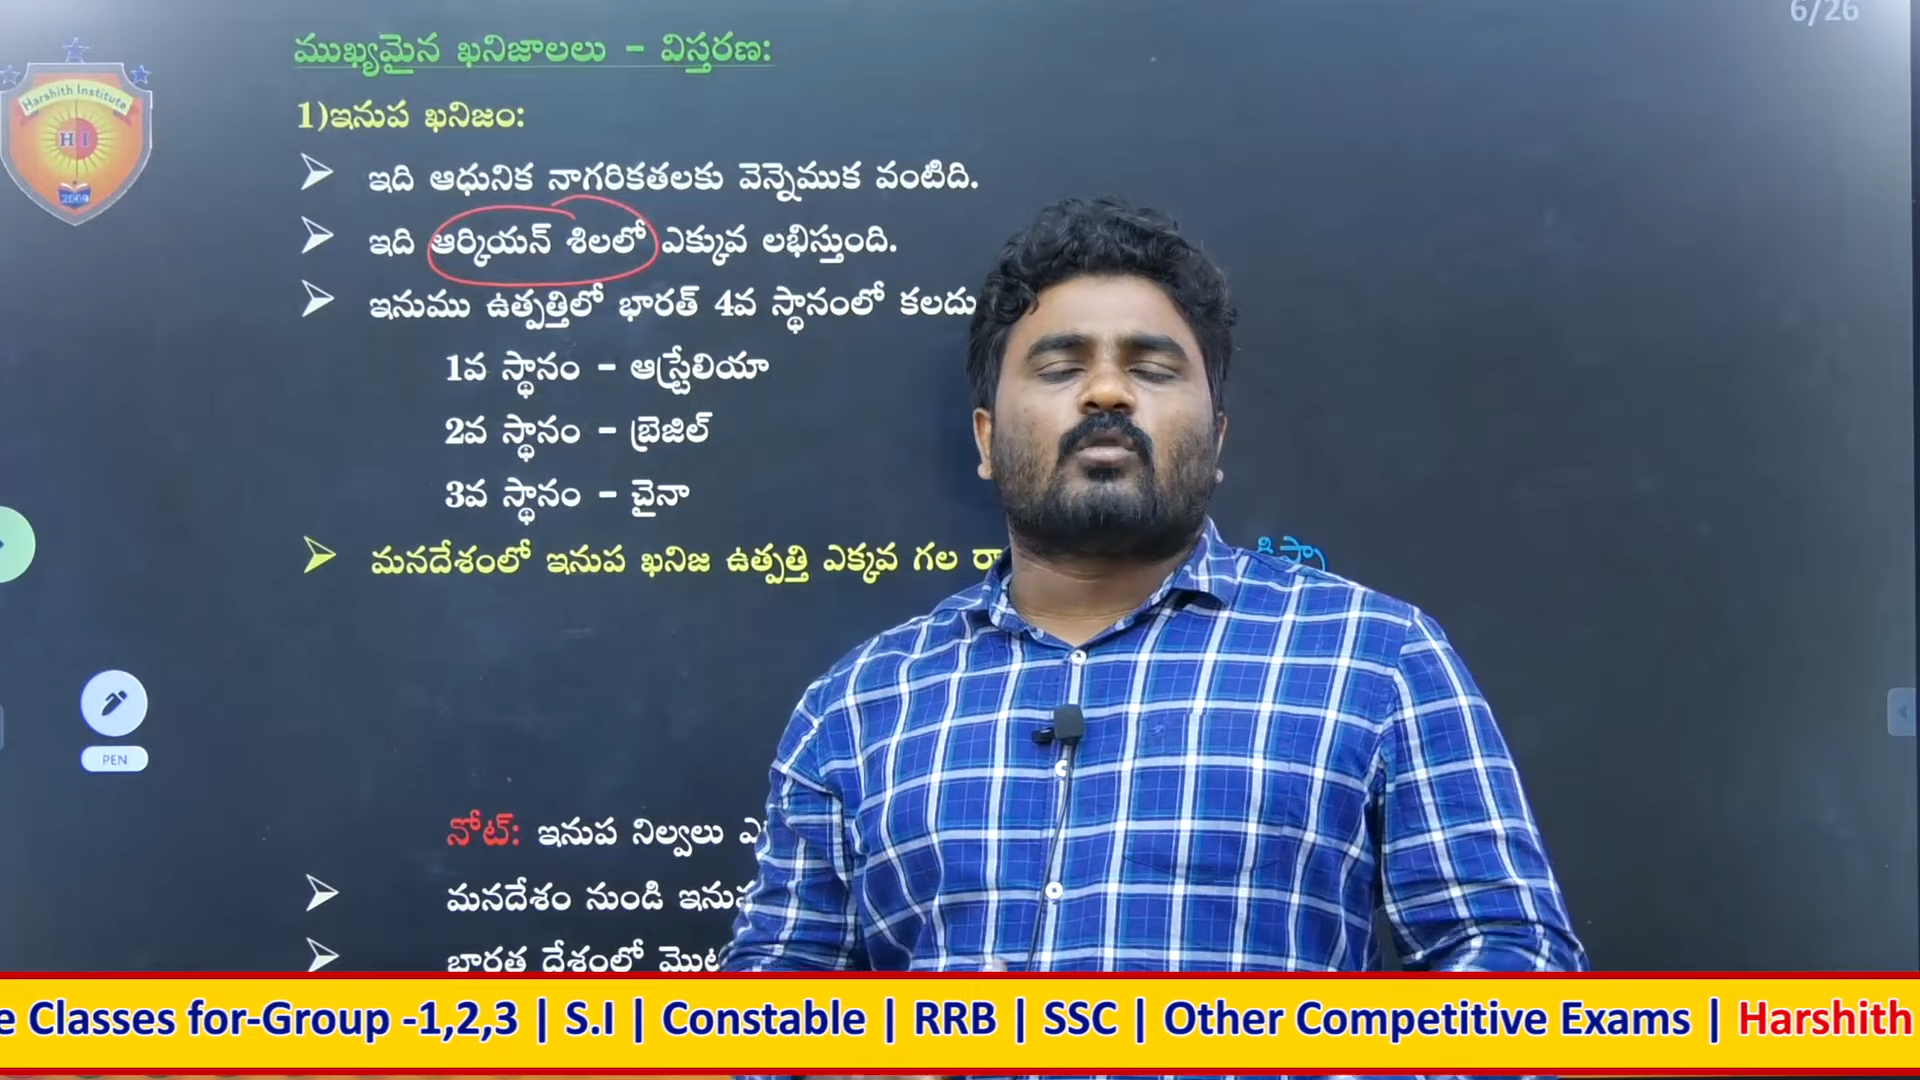 6/26
Harshith Institute
H I
2009
ముఖ్యమైన ఖనిజాలలు - విస్తరణ:
1)ఇనుప ఖనిజం:
ఇది ఆధునిక నాగరికతలకు వెన్నెముక వంటిది.
ఇది ఆర్కియన్ శిలలో ఎక్కువ లభిస్తుంది.
ఇనుము ఉత్పత్తిలో భారత్ 4వ స్థానంలో కలదు
1వ స్థానం - ఆస్ట్రేలియా
2వ స్థానం - బ్రెజిల్
3వ స్థానం - చైనా
మనదేశంలో ఇనుప ఖనిజ ఉత్పత్తి ఎక్కవ గల
PEN
నోట్: ఇనుప నిల్వలు
మనదేశం నుండి
భారత దేశంలో
Classes for-Group -1,2,3 | S.I | Constable | RRB | SSC | Other Competitive Exams | Harshith